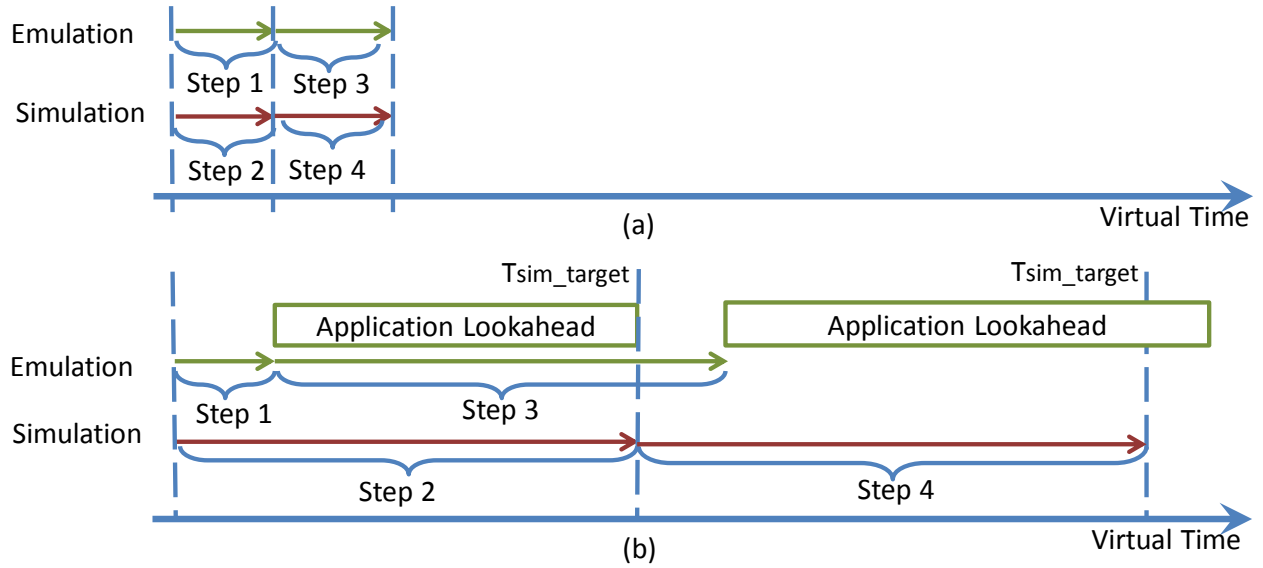 Emulation
Step 1 Step 3
Simulation
Step 2 Step 4
Virtual Time
(a)
Tsim_target Tsim_target
Application Lookahead Application Lookahead
Emulation
Step 1 Step 3
Simulation
Step 2 Step 4
Virtual Time
(b)